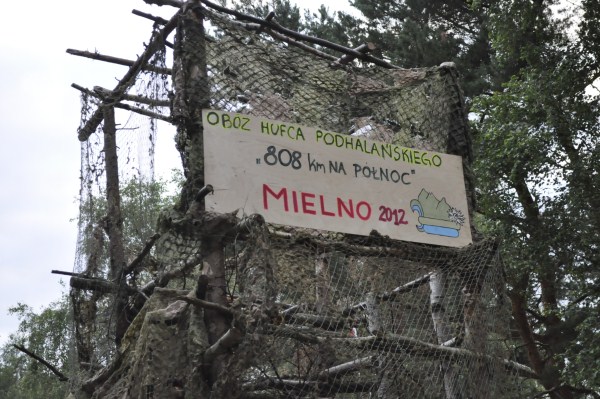 OBÓZ HUFCA PODHALAŃSKIEGO
„808 km NA PÓŁNOC"
MIELNO 2012